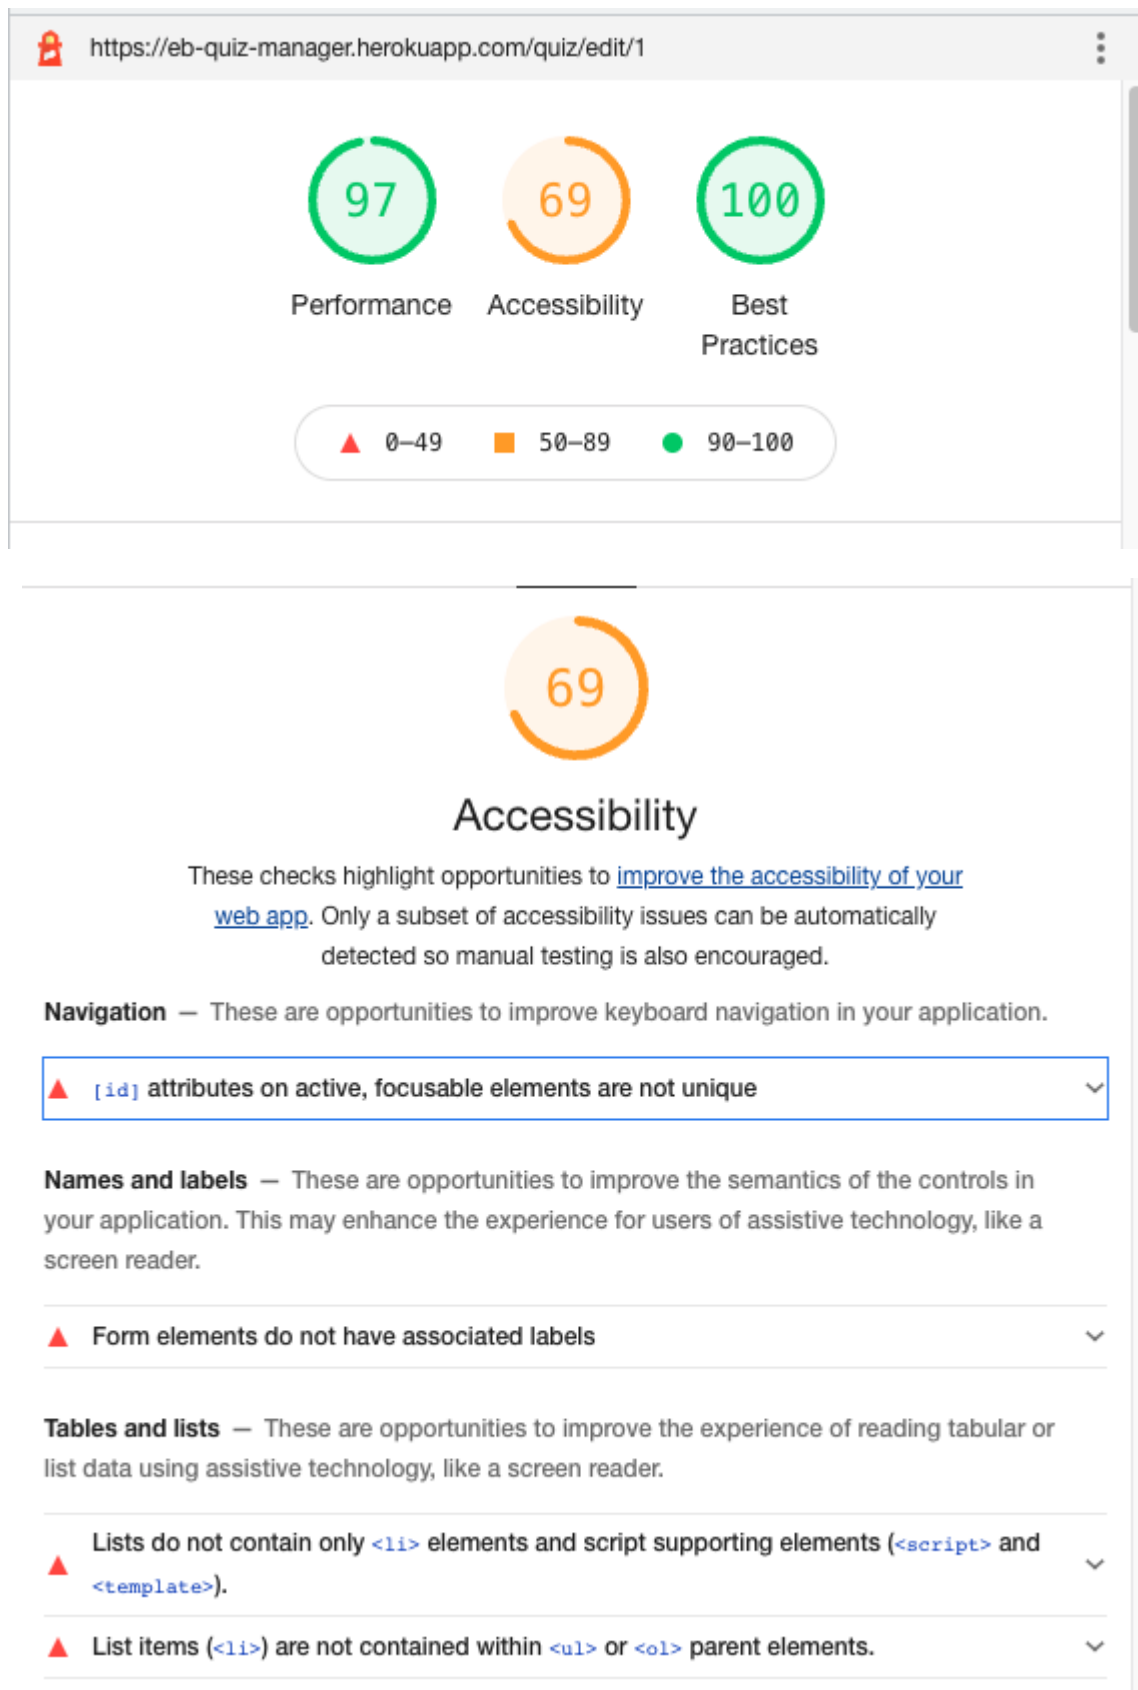 https://eb-quiz-manager.herokuapp.com/quiz/edit/1
97 69 100
Performance Accessibility Best
Practices
0–49 50–89 90–100
69
Accessibility
These checks highlight opportunities to improve the accessibility of your
web app. Only a subset of accessibility issues can be automatically
detected so manual testing is also encouraged.
Navigation — These are opportunities to improve keyboard navigation in your application.
[id] attributes on active, focusable elements are not unique
Names and labels — These are opportunities to improve the semantics of the controls in
your application. This may enhance the experience for users of assistive technology, like a
screen reader.
Form elements do not have associated labels
Tables and lists — These are opportunities to improve the experience of reading tabular or
list data using assistive technology, like a screen reader.
Lists do not contain only <li> elements and script supporting elements (<script> and
<template>).
List items (<li>) are not contained within <ul> or <ol> parent elements.